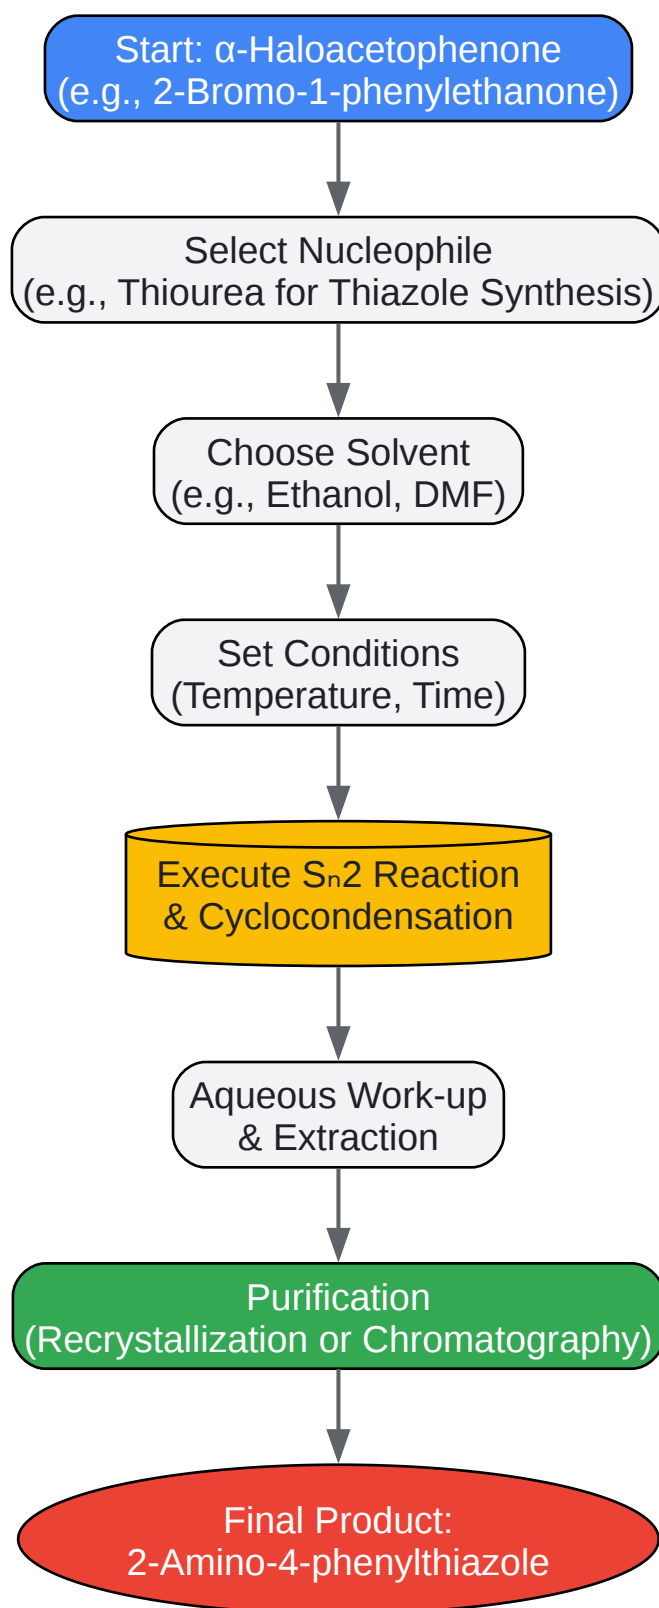 Start: α-Haloacetophenone
(e.g., 2-Bromo-1-phenylethanone)
Select Nucleophile
(e.g., Thiourea for Thiazole Synthesis)
Choose Solvent
(e.g., Ethanol, DMF)
Set Conditions
(Temperature, Time)
Execute Sₙ2 Reaction
& Cyclocondensation
Aqueous Work-up
& Extraction
Purification
(Recrystallization or Chromatography)
Final Product:
2-Amino-4-phenylthiazole